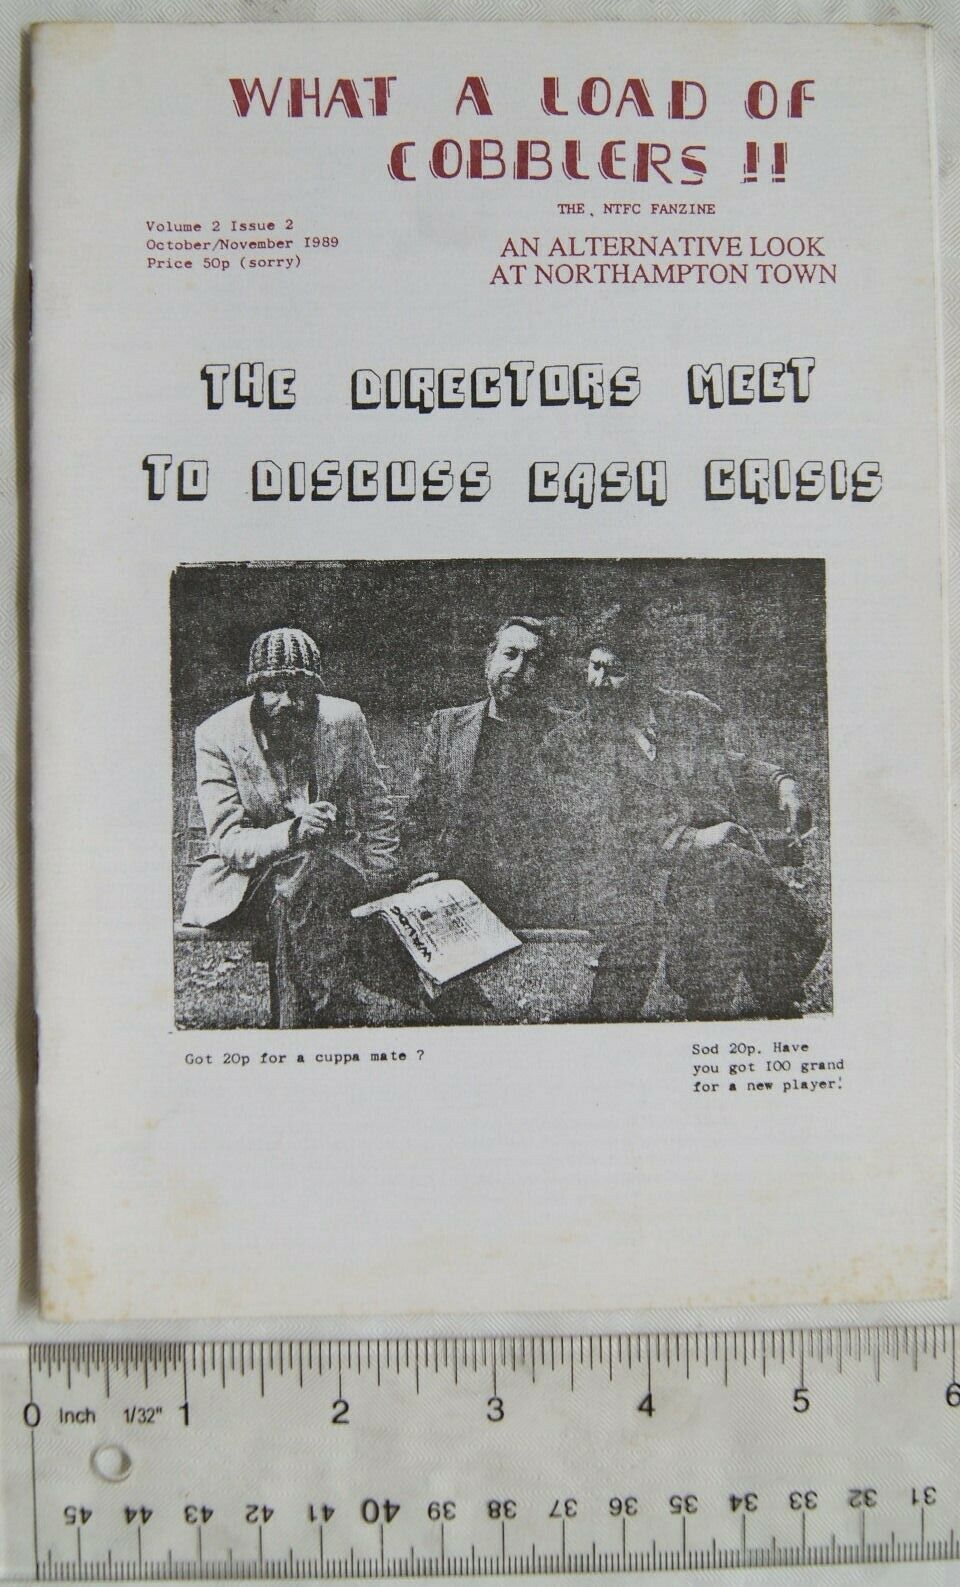 WHAT A LOAD OF
COBBLERS !!
THE, NTFC FANZINE
Volume 2 Issue 2
October/November I989
Price 50p (sorry)
AN ALTERNATIVE LOOK
AT NORTHAMPTON TOWN
THE DIRECTORS MEET
TO DISCUSS CASH CRISIS
Got 20p for a cuppa mate ?
Sod 20p. Have
you got I00 grand
for a new player!
0 Inch 1/32" 1 2 3 4 5 6
45 44 43 42 41 40 39 38 37 36 35 34 33 32 31